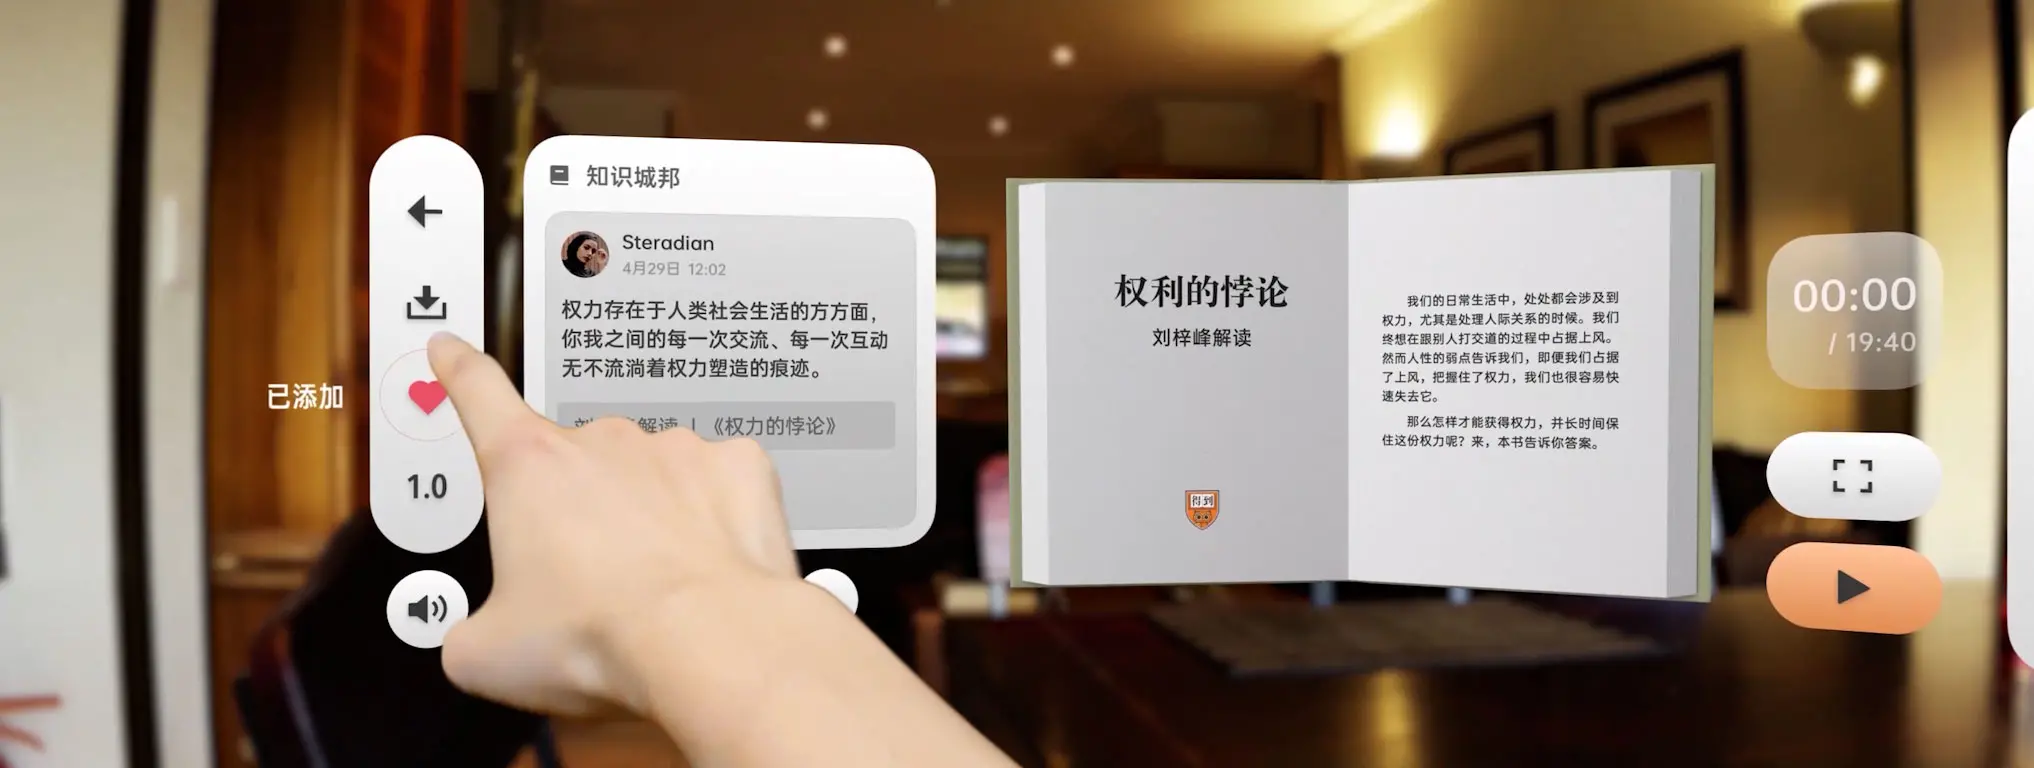 已添加
1.0
知识城邦
Steradian
4月29日 12:02
权力存在于人类社会生活的方方面，
你我之间的每一次交流、每一次互动
无不流淌着权力塑造的痕迹。
解读 | 《权力的悖论》
权利的悖论
刘梓峰解读
得到
我们的日常生活中，处处都会涉及到
权力，尤其是处理人际关系的时候。我们
终想在跟别人打交道的过程中占据上风。
然而人性的弱点告诉我们，即便我们占据
了上风，把握住了权力，我们也很容易快
速失去它。
那么怎样才能获得权力，并长时间保
住这份权力呢？来，本书告诉你答案。
00:00
/ 19:40